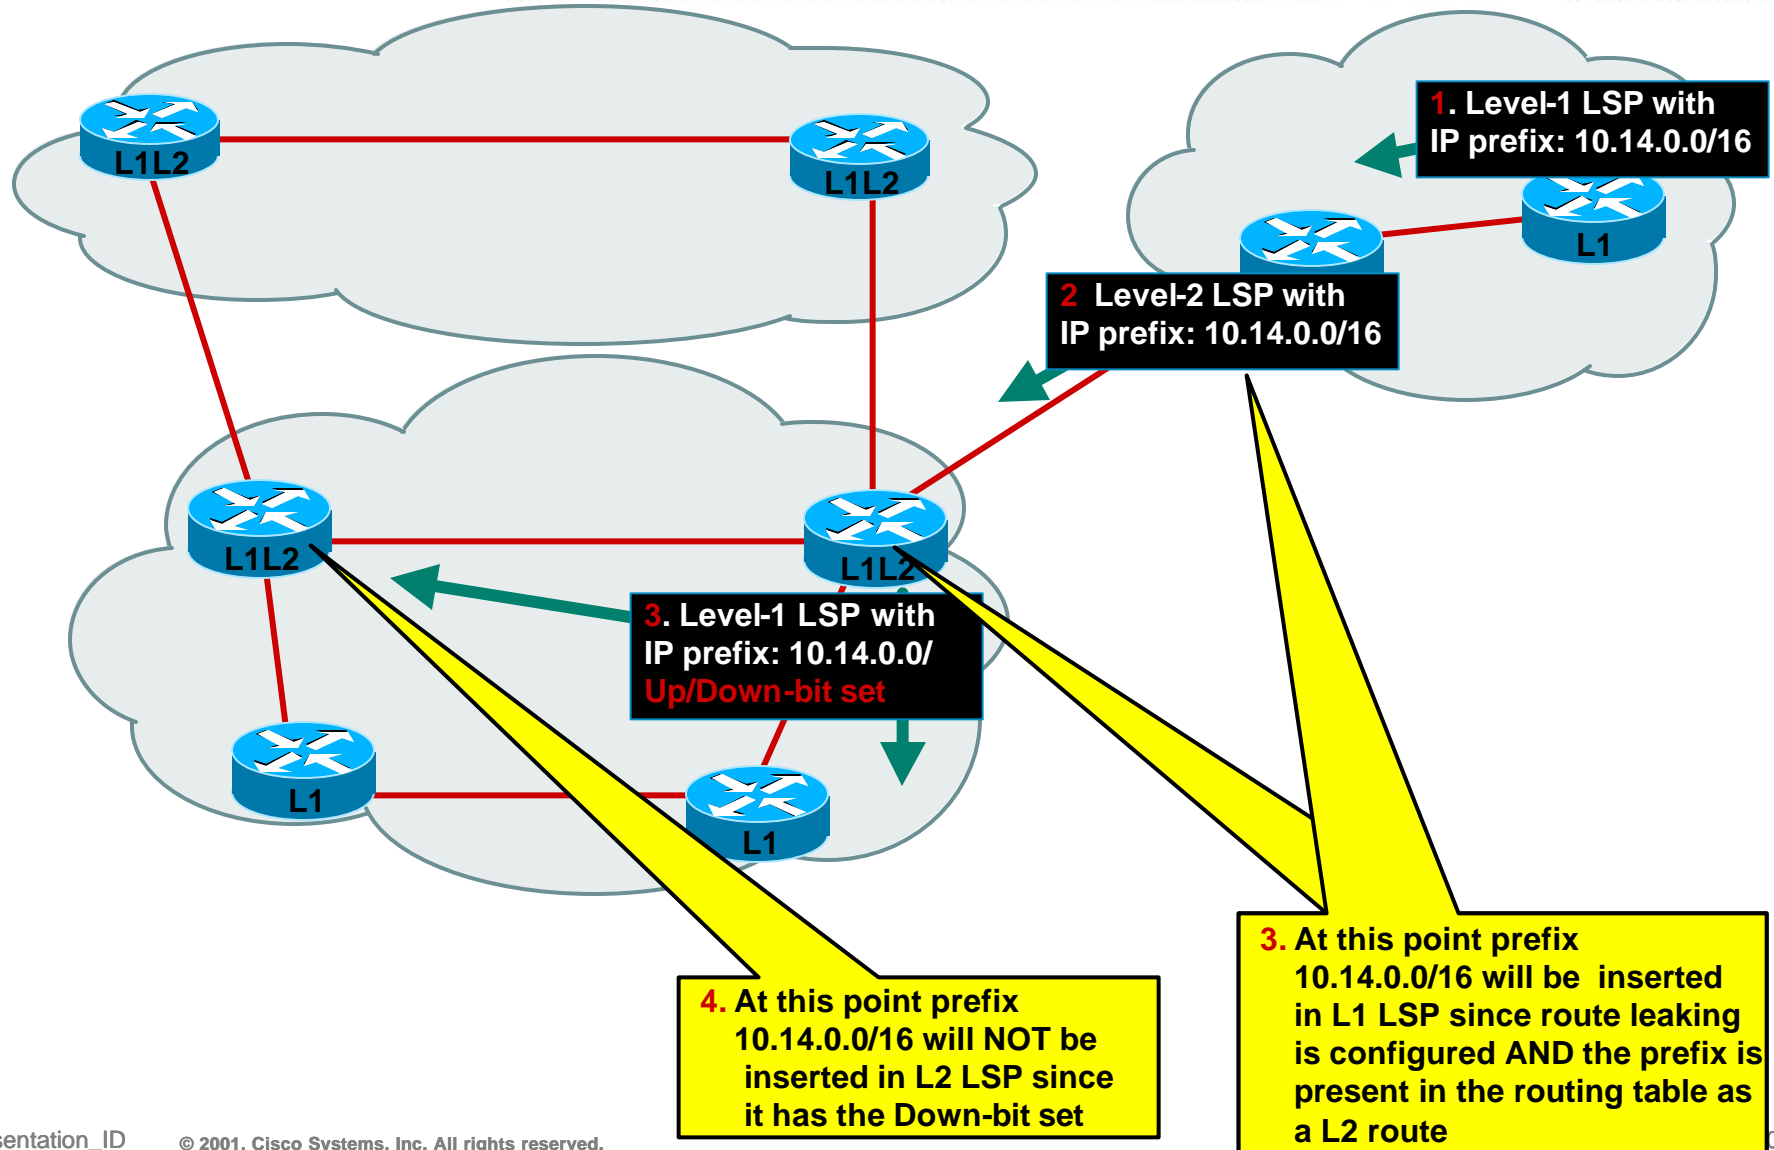 1. Level-1 LSP with
IP prefix: 10.14.0.0/16
L1L2
L1L2
L1
2 Level-2 LSP with
IP prefix: 10.14.0.0/16
L1L2
L1L2
3. Level-1 LSP with
IP prefix: 10.14.0.0/
Up/Down-bit set
L1
L1
3. At this point prefix
10.14.0.0/16 will be inserted
in L1 LSP since route leaking
is configured AND the prefix is
present in the routing table as
a L2 route
4. At this point prefix
10.14.0.0/16 will NOT be
inserted in L2 LSP since
it has the Down-bit set
sentation_ID
© 2001, Cisco Systems, Inc. All rights reserved.